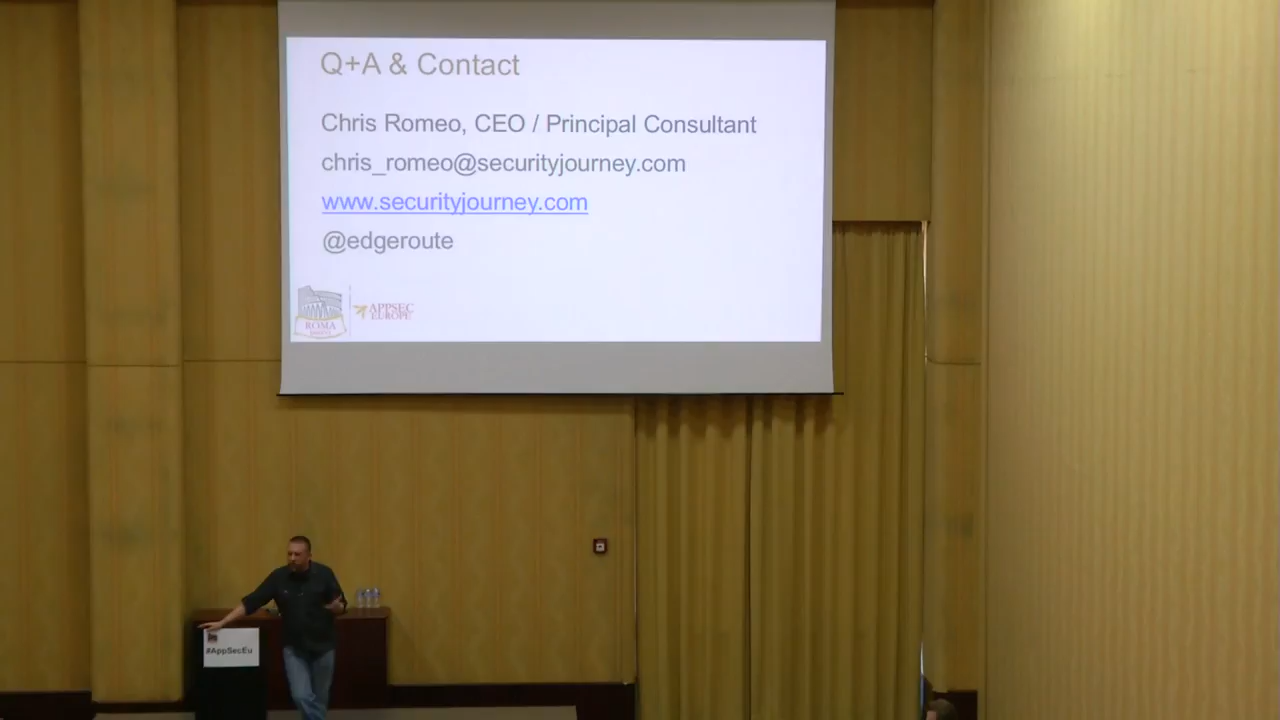 Q+A & Contact
Chris Romeo, CEO / Principal Consultant
chris_romeo@securityjourney.com
www.securityjourney.com
@edgeroute
ROMA
APPSEC
EUROPE
#AppSecEu